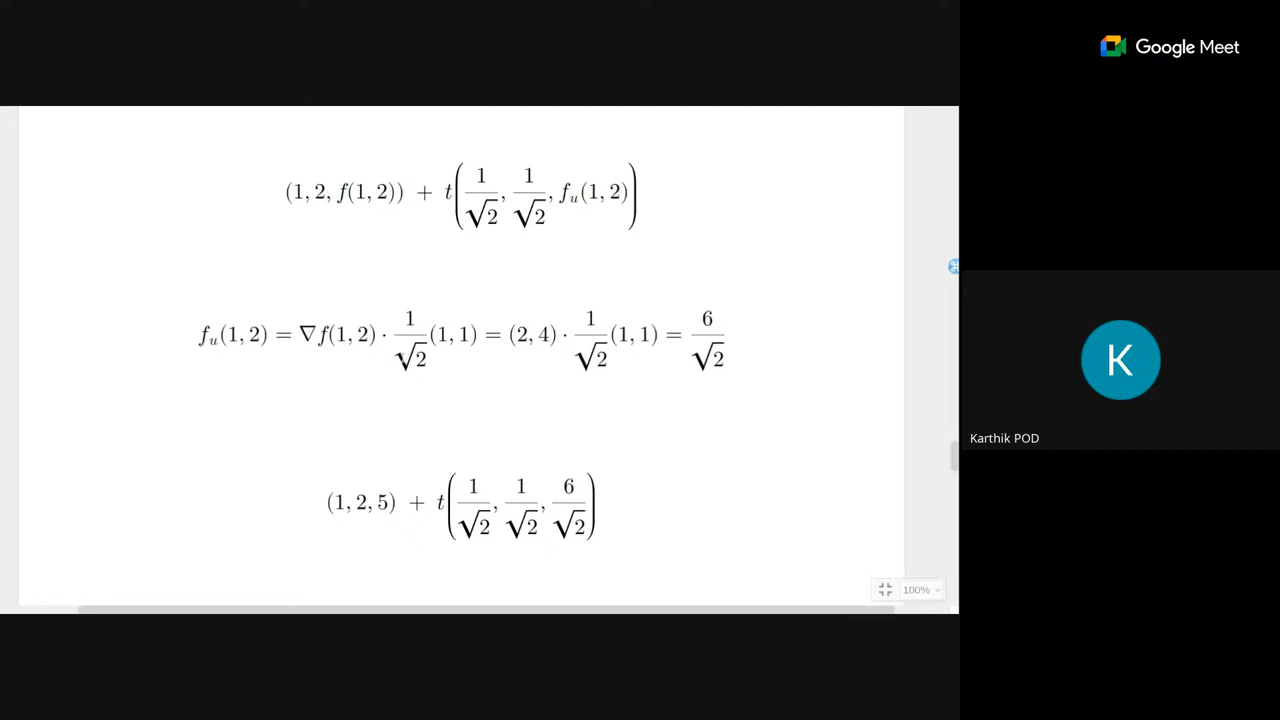 Google Meet
(1, 2, f(1, 2)) + t(1/√2, 1/√2, f_u(1, 2))
f_u(1, 2) = ∇f(1, 2) · 1/√2 (1, 1) = (2, 4) · 1/√2 (1, 1) = 6/√2
K
Karthik POD
(1, 2, 5) + t(1/√2, 1/√2, 6/√2)
100%